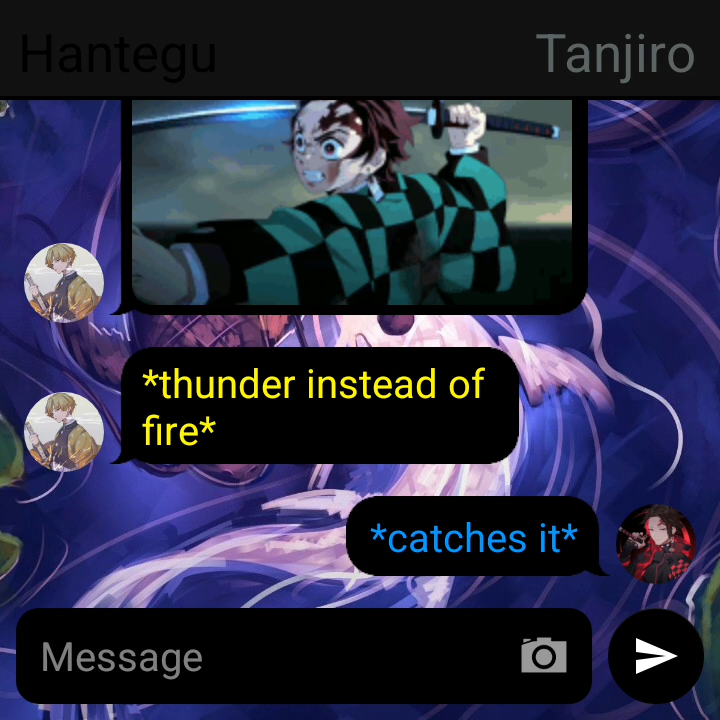 Hantegu
Tanjiro
*thunder instead of
fire*
*catches it*
Message